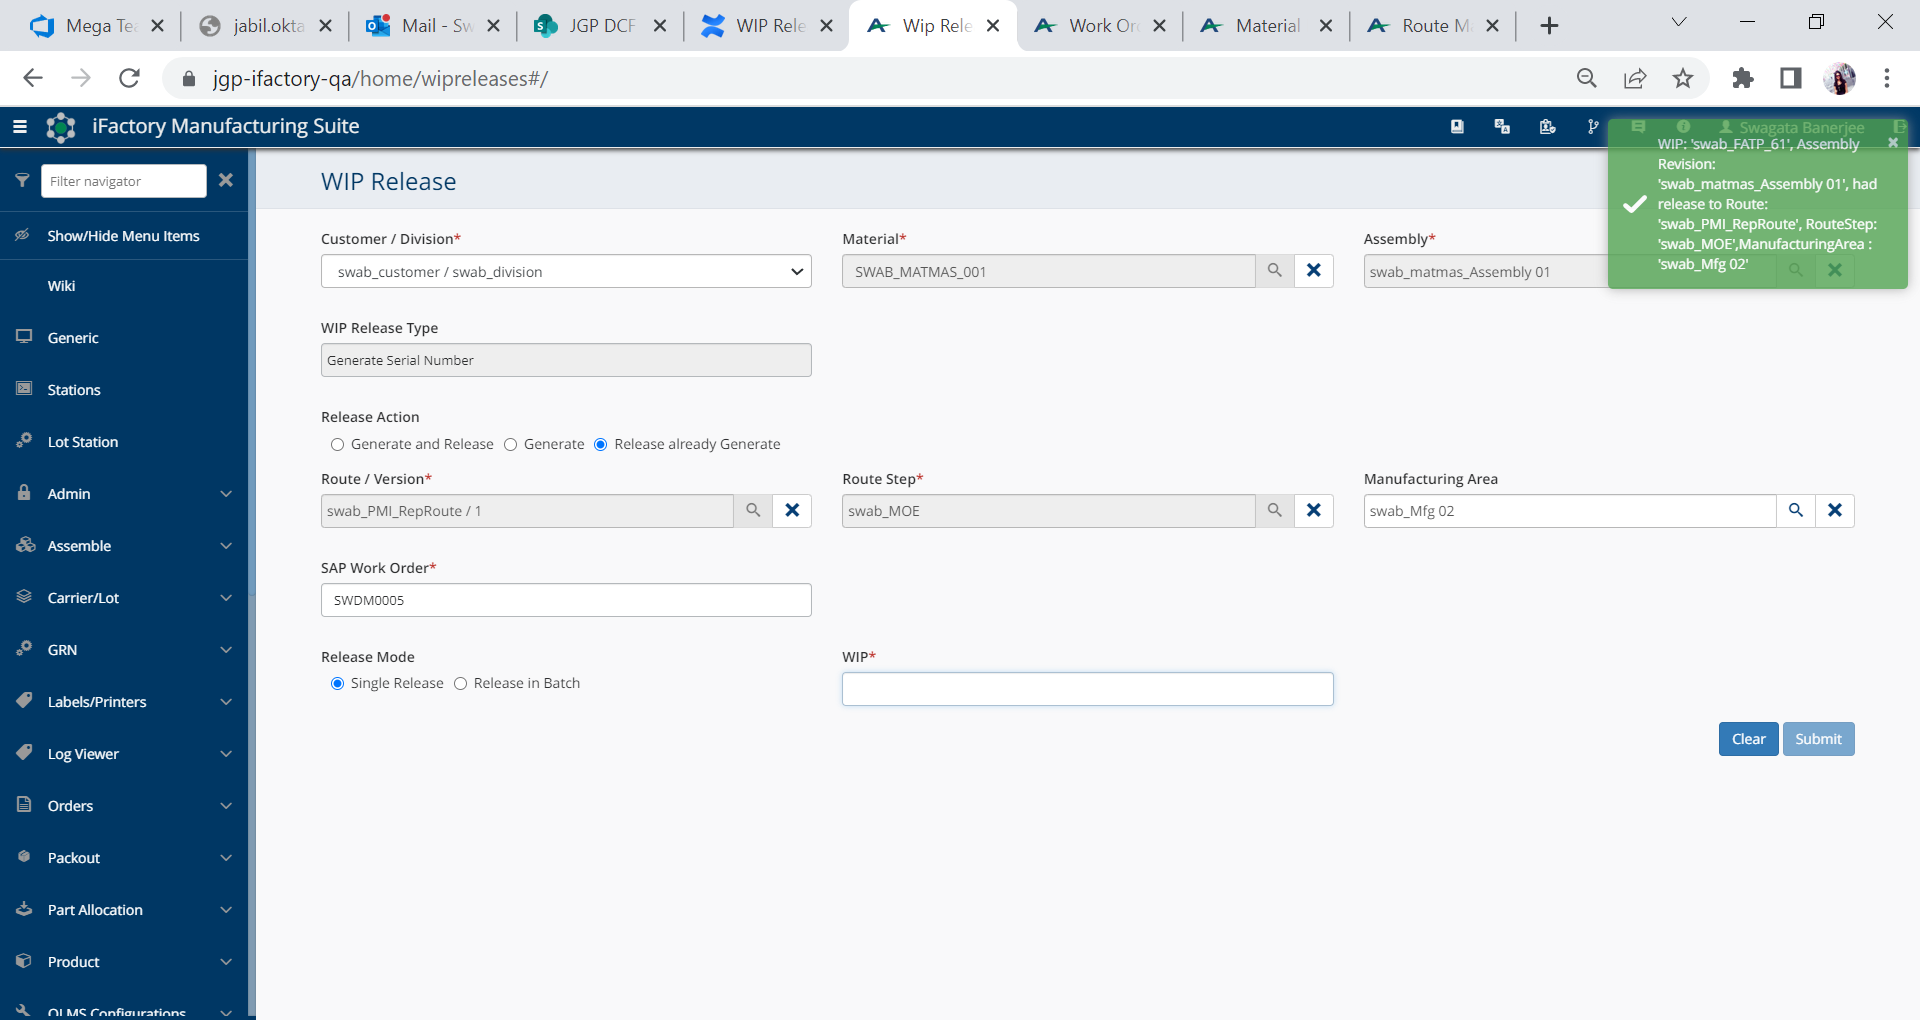 Mega Te
jabil.okta
Mail - Sw
JGP DCF
WIP Rele
Wip Rele
Work Or
Material
Route M
jgp-ifactory-qa/home/wipreleases#/
iFactory Manufacturing Suite
Swagata Banerjee
Filter navigator
Show/Hide Menu Items
Wiki
Generic
Stations
Lot Station
Admin
Assemble
Carrier/Lot
GRN
Labels/Printers
Log Viewer
Orders
Packout
Part Allocation
Product
OLMS Configurations
WIP Release
WIP: 'swab_FATP_61', Assembly
Revision:
'swab_matmas_Assembly 01', had
release to Route:
'swab_PMI_RepRoute', RouteStep:
'swab_MOE',ManufacturingArea :
'swab_Mfg 02'
Customer / Division*
Material*
Assembly*
swab_customer / swab_division
SWAB_MATMAS_001
swab_matmas_Assembly 01
WIP Release Type
Generate Serial Number
Release Action
Generate and Release
Generate
Release already Generate
Route / Version*
Route Step*
Manufacturing Area
swab_PMI_RepRoute / 1
swab_MOE
swab_Mfg 02
SAP Work Order*
SWDM0005
Release Mode
WIP*
Single Release
Release in Batch
Clear
Submit